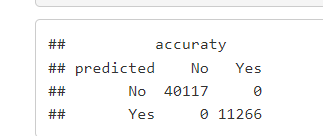 ##          accuraty
## predicted    No   Yes
##       No  40117     0
##       Yes     0 11266